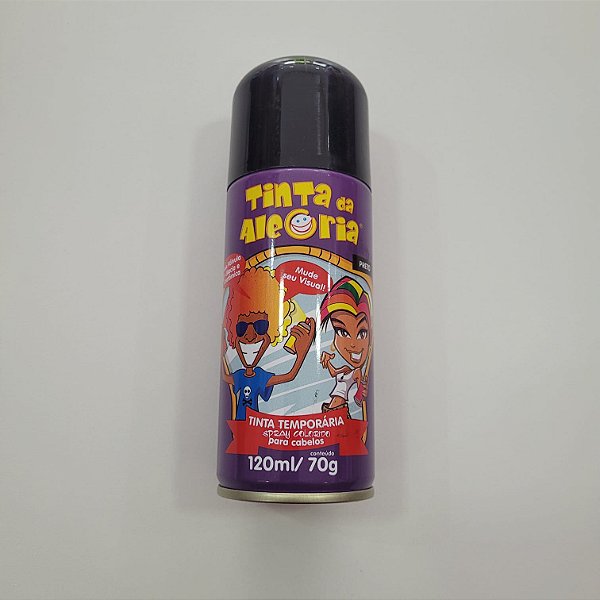 Tinta da
Alegria
PRETO
Mude
seu Visual!
TINTA TEMPORÁRIA
SPRAY COLORIDO
para cabelos
conteúdo
120ml/ 70g